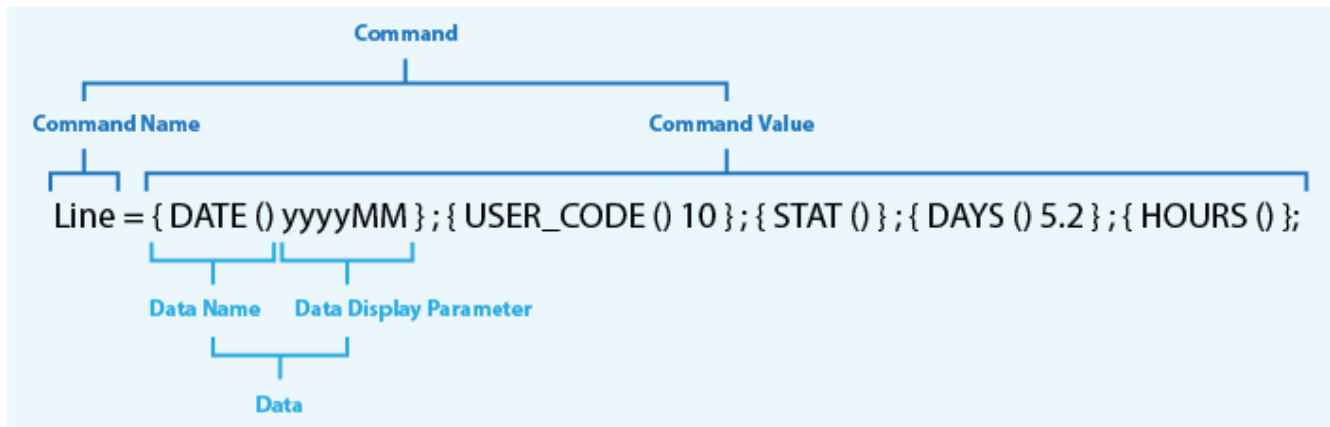 Command
Command Name Command Value
Line = { DATE () yyyyMM } ; { USER_CODE () 10 } ; { STAT () } ; { DAYS () 5.2 } ; { HOURS () };
Data Name Data Display Parameter
Data